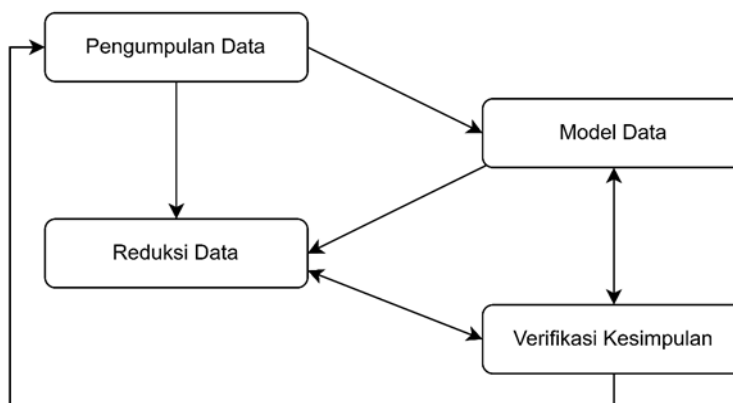 Pengumpulan Data
Model Data
Reduksi Data
Verifikasi Kesimpulan